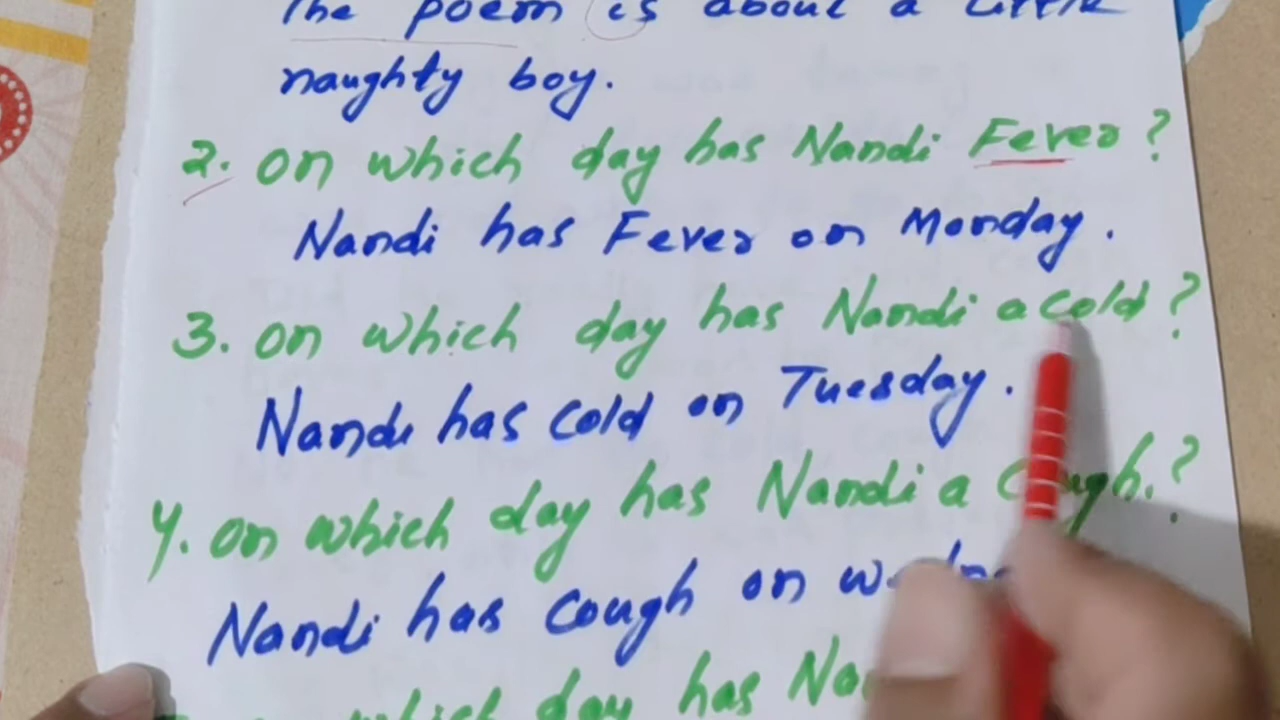 The poem is about a little
naughty boy.
2. on which day has Nandi Fever ?
Nandi has Fever on Monday.
3. on which day has Nandi a cold ?
Nandi has cold on Tuesday.
4. on which day has Nandi a Cough. ?
Nandi has cough on
which day has